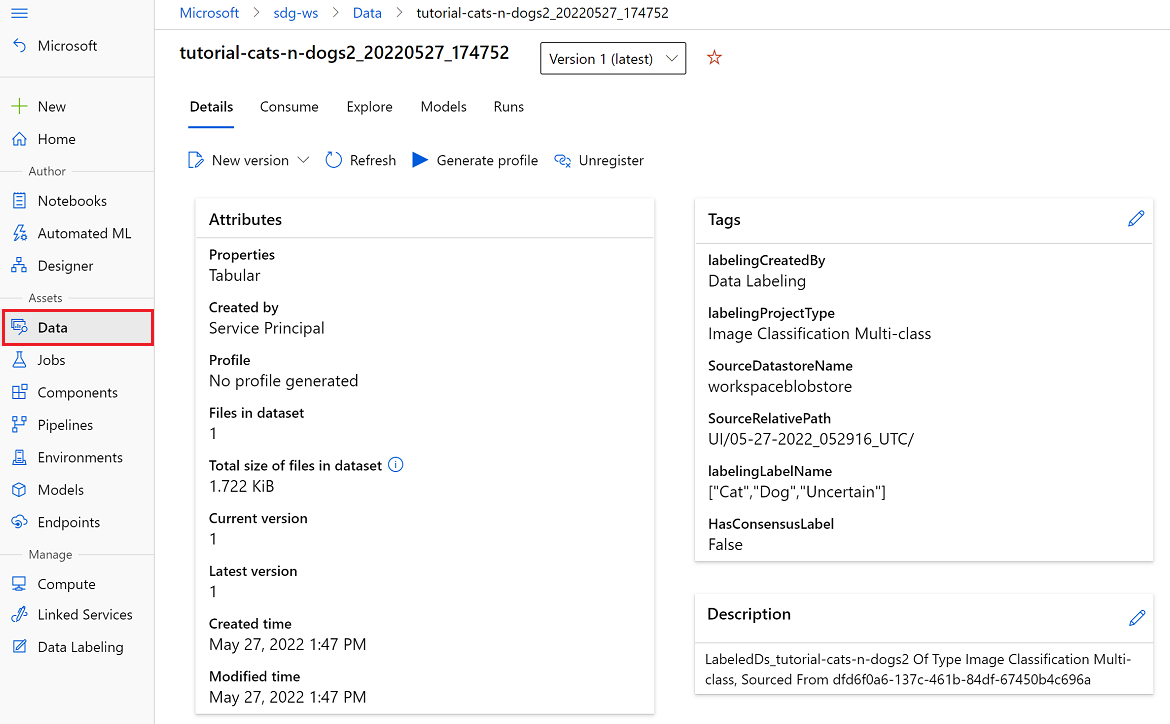 Microsoft
New
Home
Author
Notebooks
Automated ML
Designer
Assets
Data
Jobs
Components
Pipelines
Environments
Models
Endpoints
Manage
Compute
Linked Services
Data Labeling
Microsoft > sdg-ws > Data > tutorial-cats-n-dogs2_20220527_174752
tutorial-cats-n-dogs2_20220527_174752 Version 1 (latest)
Details Consume Explore Models Runs
New version Refresh Generate profile Unregister
Attributes
Properties
Tabular
Created by
Service Principal
Profile
No profile generated
Files in dataset
1
Total size of files in dataset
1.722 KiB
Current version
1
Latest version
1
Created time
May 27, 2022 1:47 PM
Modified time
May 27, 2022 1:47 PM
Tags
labelingCreatedBy
Data Labeling
labelingProjectType
Image Classification Multi-class
SourceDatastoreName
workspaceblobstore
SourceRelativePath
UI/05-27-2022_052916_UTC/
labelingLabelName
["Cat","Dog","Uncertain"]
HasConsensusLabel
False
Description
LabeledDs_tutorial-cats-n-dogs2 Of Type Image Classification Multi-
class, Sourced From dfd6f0a6-137c-461b-84df-67450b4c696a